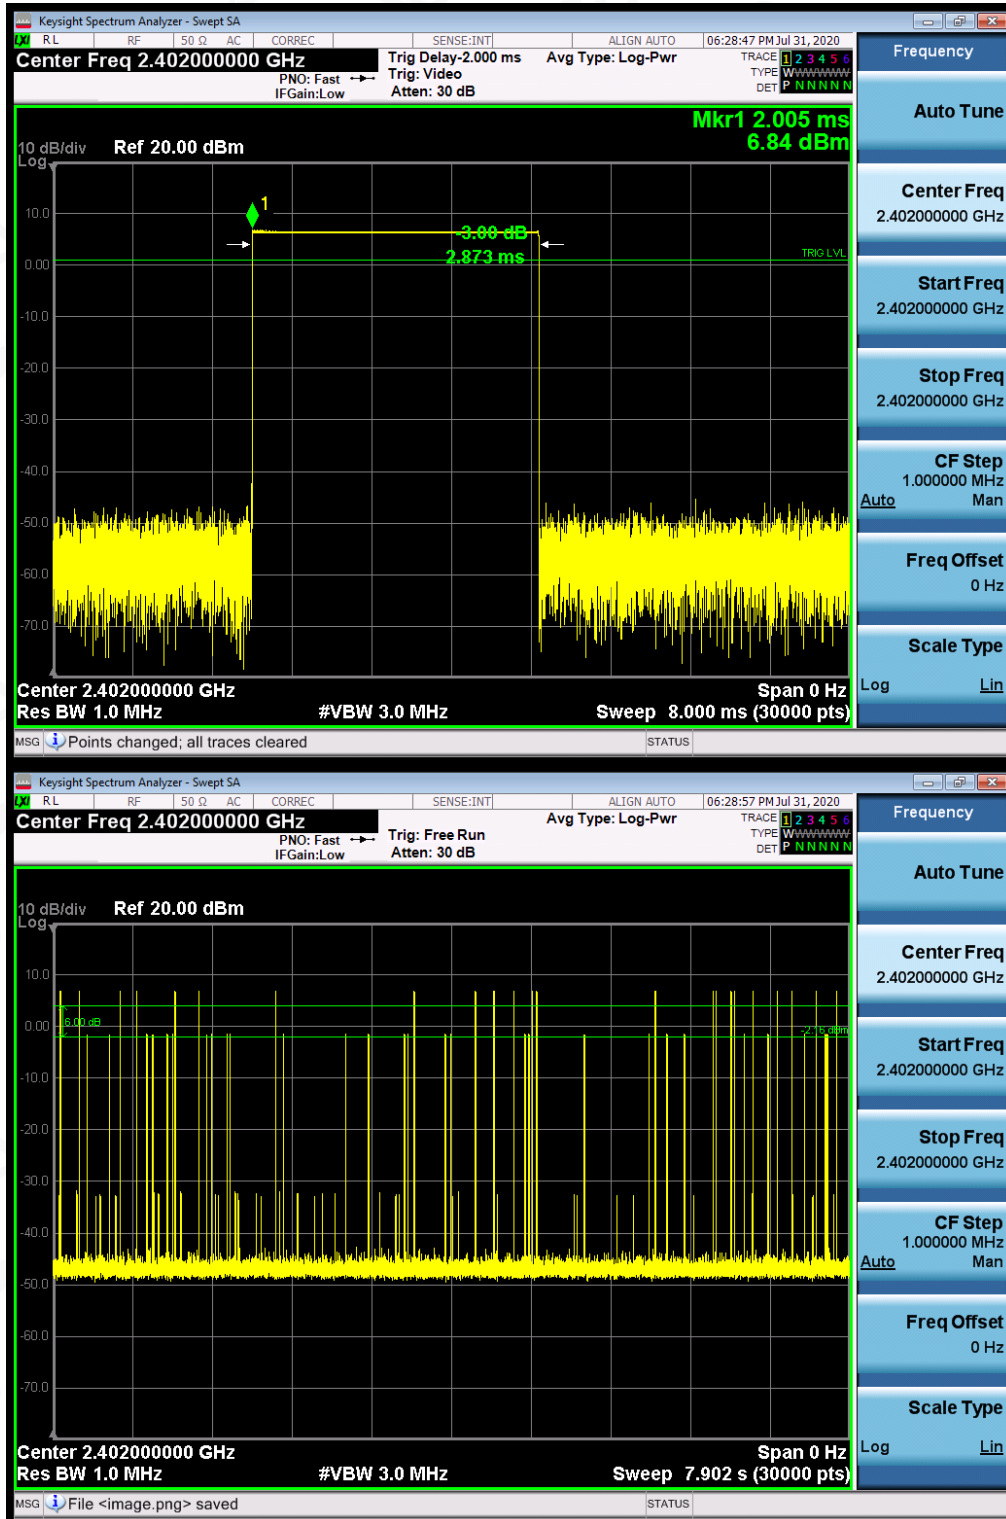 Keysight Spectrum Analyzer - Swept SA
LXI RL RF 50 Ω AC CORREC SENSE:INT ALIGN AUTO 06:28:47 PM Jul 31, 2020
Center Freq 2.402000000 GHz
Trig Delay-2.000 ms Avg Type: Log-Pwr TRACE 1 2 3 4 5 6
PNO: Fast Trig: Video TYPE WWWWWW
IFGain:Low Atten: 30 dB DET P N N N N N
Mkr1 2.005 ms
6.84 dBm
10 dB/div Ref 20.00 dBm
Log
1
10.0
-3.00 dB
2.873 ms
TRIG LVL
0.00
-10.0
-20.0
-30.0
-40.0
-50.0
-60.0
-70.0
Center 2.402000000 GHz Span 0 Hz
Res BW 1.0 MHz #VBW 3.0 MHz Sweep 8.000 ms (30000 pts)
MSG Points changed; all traces cleared STATUS
Frequency
Auto Tune
Center Freq
2.402000000 GHz
Start Freq
2.402000000 GHz
Stop Freq
2.402000000 GHz
CF Step
1.000000 MHz
Auto Man
Freq Offset
0 Hz
Scale Type
Log Lin
Keysight Spectrum Analyzer - Swept SA
LXI RL RF 50 Ω AC CORREC SENSE:INT ALIGN AUTO 06:28:57 PM Jul 31, 2020
Center Freq 2.402000000 GHz
Avg Type: Log-Pwr TRACE 1 2 3 4 5 6
PNO: Fast Trig: Free Run TYPE WWWWWW
IFGain:Low Atten: 30 dB DET P N N N N N
10 dB/div Ref 20.00 dBm
Log
10.0
6.00 dB
-2.16 dBm
0.00
-10.0
-20.0
-30.0
-40.0
-50.0
-60.0
-70.0
Center 2.402000000 GHz Span 0 Hz
Res BW 1.0 MHz #VBW 3.0 MHz Sweep 7.902 s (30000 pts)
MSG File <image.png> saved STATUS
Frequency
Auto Tune
Center Freq
2.402000000 GHz
Start Freq
2.402000000 GHz
Stop Freq
2.402000000 GHz
CF Step
1.000000 MHz
Auto Man
Freq Offset
0 Hz
Scale Type
Log Lin